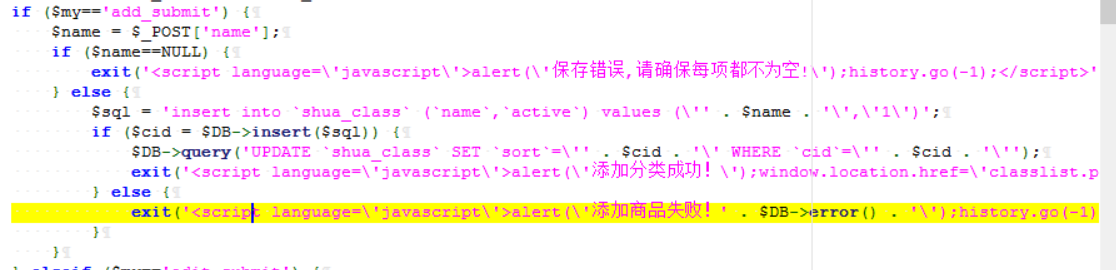 if ($my=='add_submit') {
$name = $_POST['name'];
if ($name==NULL) {
exit('<script language=\'javascript\'>alert(\'保存错误,请确保每项都不为空!\');history.go(-1);</script>'
} else {
$sql = 'insert into `shua_class` (`name`,`active`) values (\'' . $name . '\',\'1\')';
if ($cid = $DB->insert($sql)) {
$DB->query('UPDATE `shua_class` SET `sort`=\'' . $cid . '\' WHERE `cid`=\'' . $cid . '\'');
exit('<script language=\'javascript\'>alert(\'添加分类成功！\');window.location.href=\'classlist.p
} else {
exit('<script language=\'javascript\'>alert(\'添加商品失败！' . $DB->error() . '\');history.go(-1)
}
}
} elseif ($my=='edit_submit') {